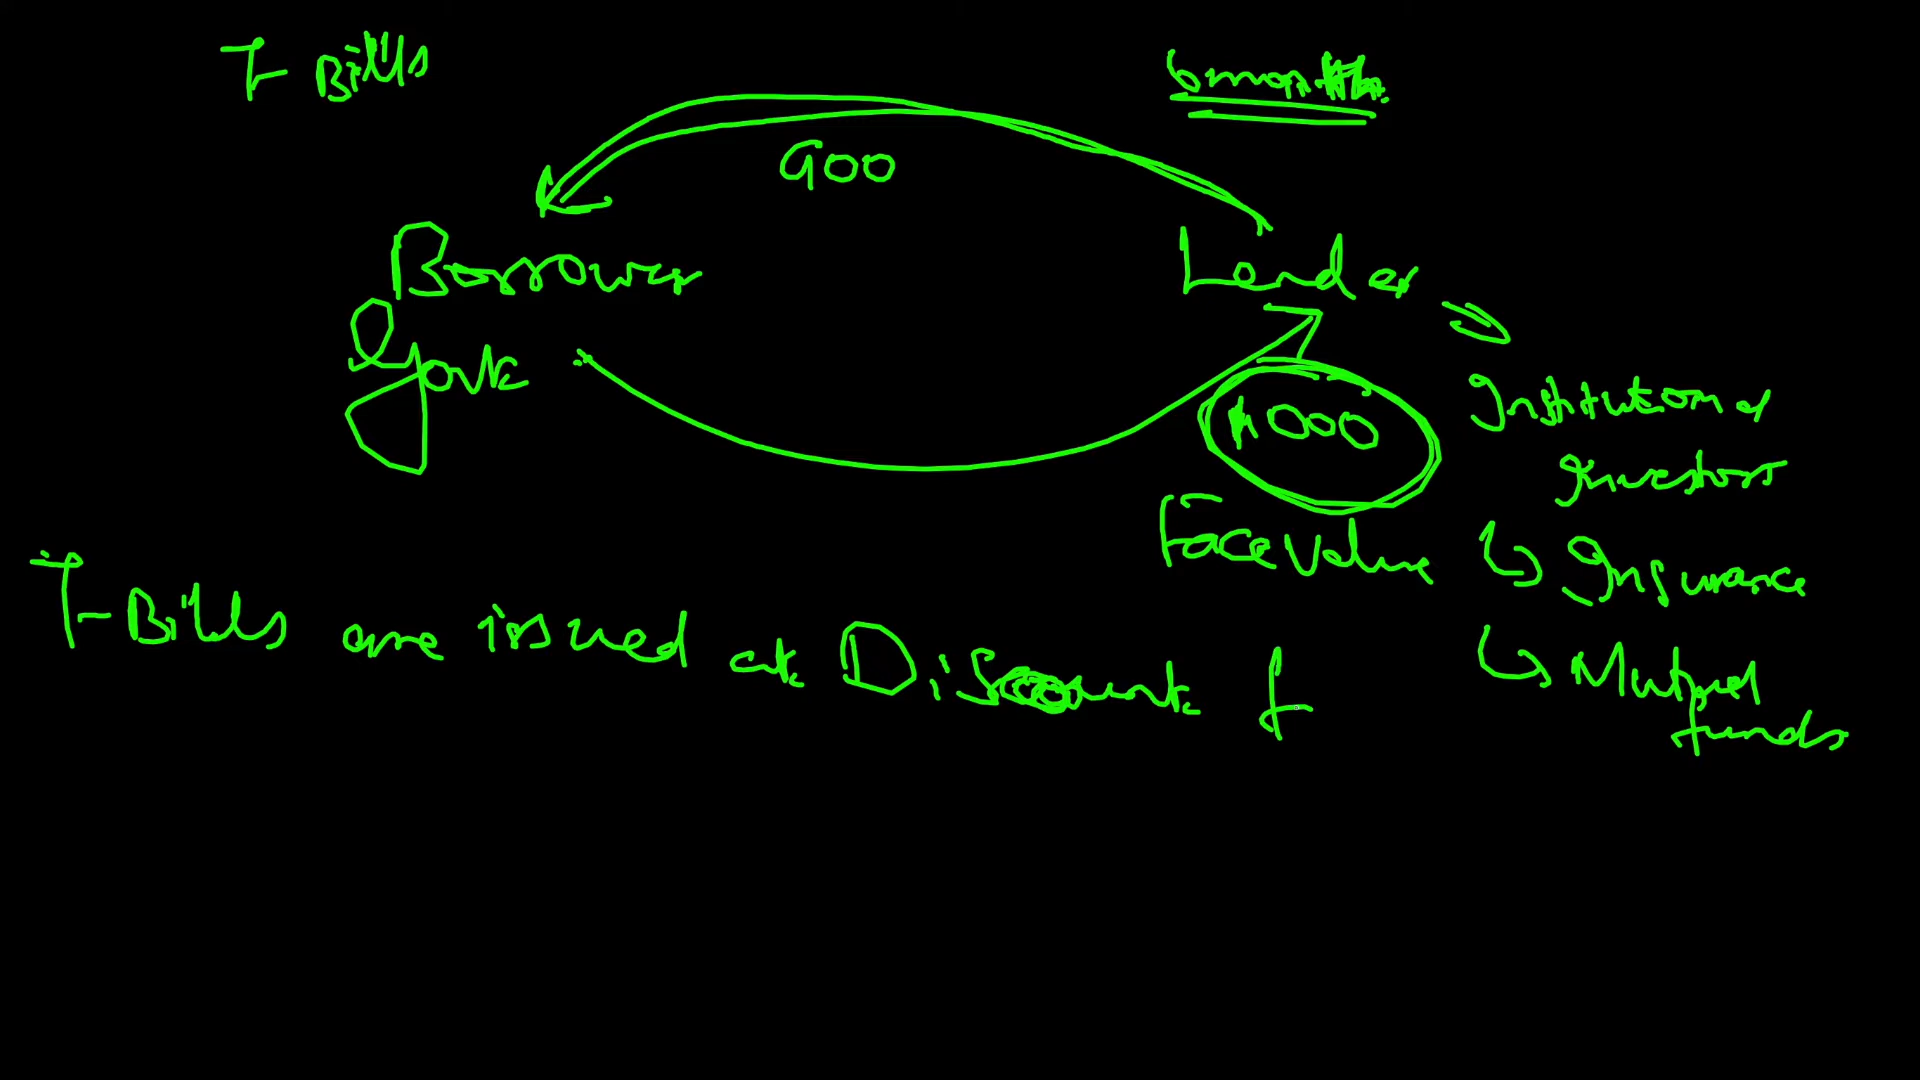 T-Bills
6 month
900
Borrower
Lender
Govt
1000
Institutional
Investors
Face Value
Insurance
T-Bills are issued at Discount f
Mutual
funds